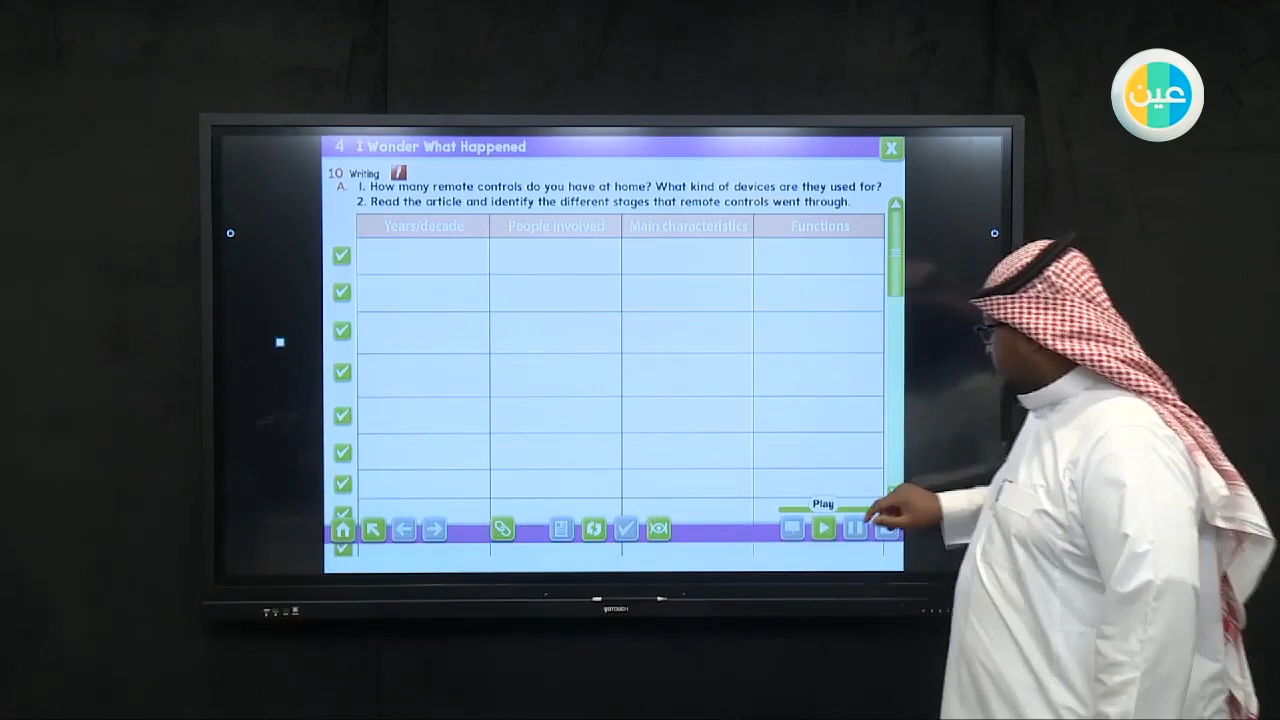 عين
4 I Wonder What Happened
X
10 Writing
A. 1. How many remote controls do you have at home? What kind of devices are they used for?
2. Read the article and identify the different stages that remote controls went through.
Years/decade People involved Main characteristics Functions
Play